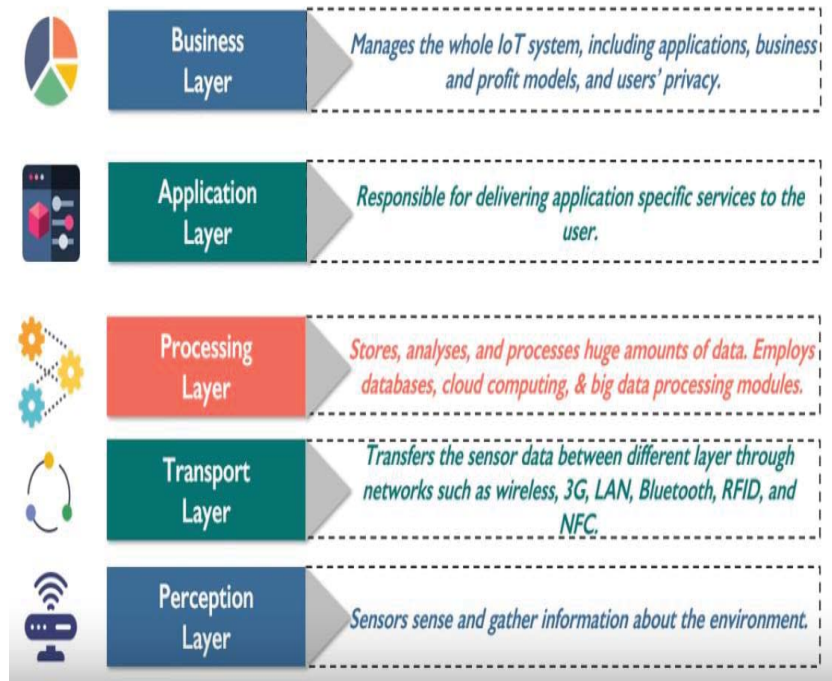 Business
Layer
Manages the whole IoT system, including applications, business
and profit models, and users' privacy.
Application
Layer
Responsible for delivering application specific services to the
user.
Processing
Layer
Stores, analyses, and processes huge amounts of data. Employs
databases, cloud computing, & big data processing modules.
Transport
Layer
Transfers the sensor data between different layer through
networks such as wireless, 3G, LAN, Bluetooth, RFID, and
NFC.
Perception
Layer
Sensors sense and gather information about the environment.